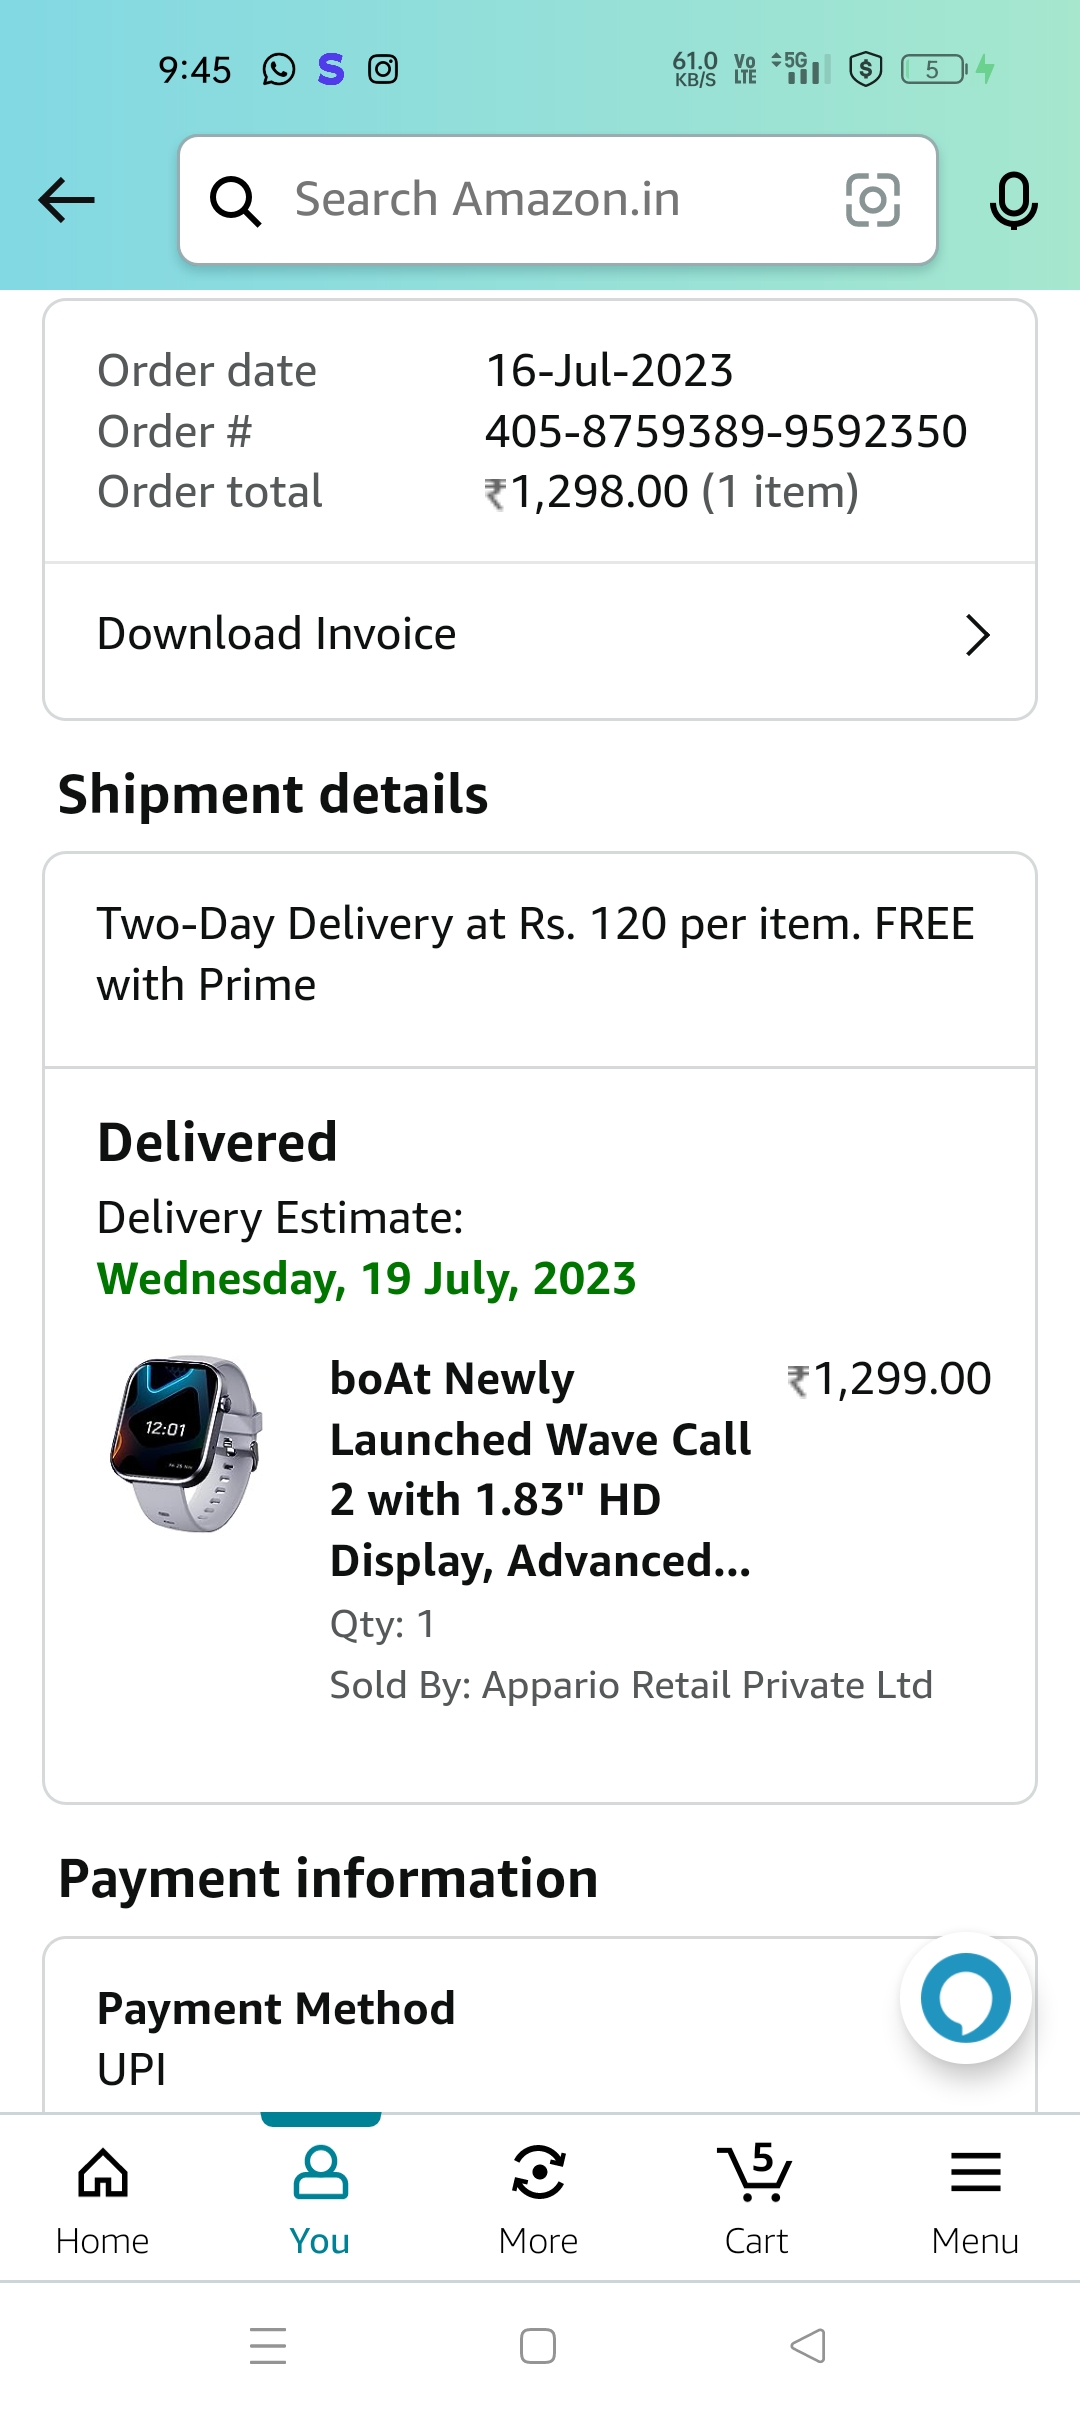 9:45
61.0 KB/S Vo LTE 5G 5
Search Amazon.in
Order date 16-Jul-2023
Order # 405-8759389-9592350
Order total ₹1,298.00 (1 item)
Download Invoice
Shipment details
Two-Day Delivery at Rs. 120 per item. FREE
with Prime
Delivered
Delivery Estimate:
Wednesday, 19 July, 2023
12:01
boAt Newly ₹1,299.00
Launched Wave Call
2 with 1.83" HD
Display, Advanced...
Qty: 1
Sold By: Appario Retail Private Ltd
Payment information
Payment Method
UPI
5
Home You More Cart Menu